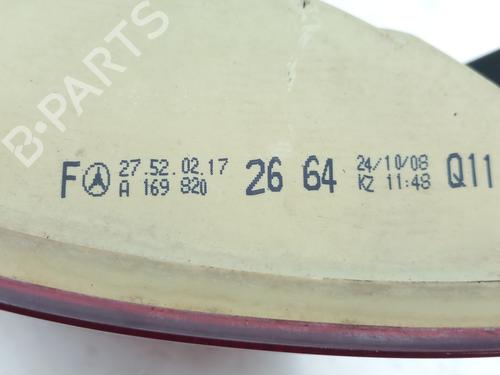 B-PARTS
F 27.52.02.17 26 64 24/10/08 Q11
A 169 820 KZ 11:48